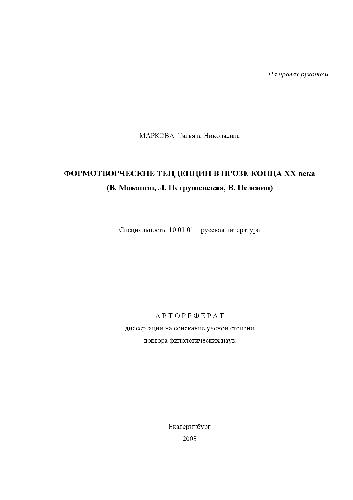 На правах рукописи
МАРКОВА Татьяна Николаевна
ФОРМОТВОРЧЕСКИЕ ТЕНДЕНЦИИ В ПРОЗЕ КОНЦА XX века
(В. Маканин, Л. Петрушевская, В. Пелевин)
Специальность 10.01.01 – русская литература
АВТОРЕФЕРАТ
диссертации на соискание ученой степени
доктора филологических наук
Екатеринбург